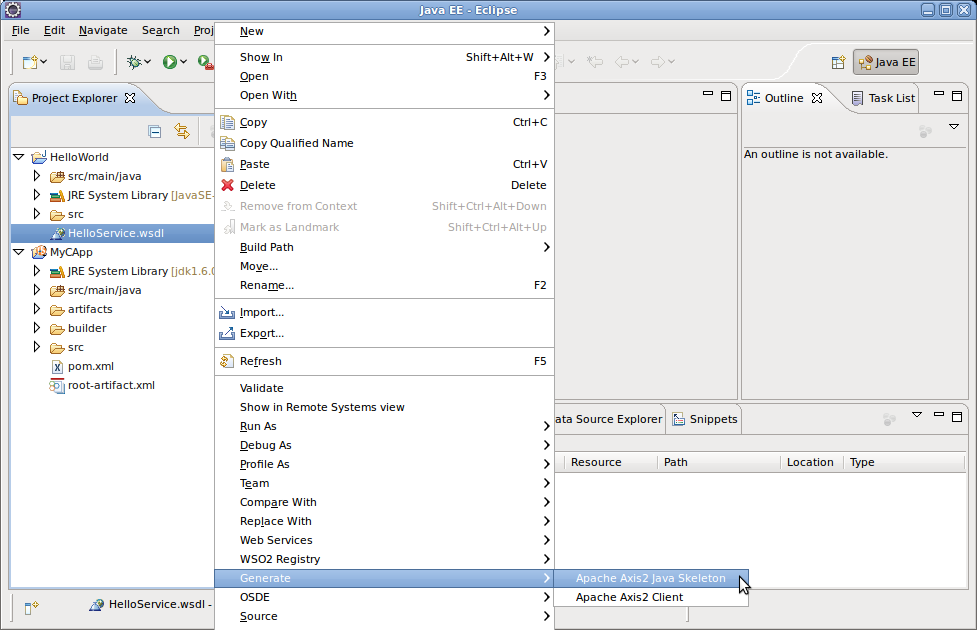 Java EE - Eclipse
File Edit Navigate Search Proj
Java EE
Project Explorer
HelloWorld
src/main/java
JRE System Library [JavaSE-
src
HelloService.wsdl
MyCApp
JRE System Library [jdk1.6.0
src/main/java
artifacts
builder
src
pom.xml
root-artifact.xml
New
Show In Shift+Alt+W
Open F3
Open With
Copy Ctrl+C
Copy Qualified Name
Paste Ctrl+V
Delete Delete
Remove from Context Shift+Ctrl+Alt+Down
Mark as Landmark Shift+Ctrl+Alt+Up
Build Path
Move...
Rename... F2
Import...
Export...
Refresh F5
Validate
Show in Remote Systems view
Run As
Debug As
Profile As
Team
Compare With
Replace With
Web Services
WSO2 Registry
Generate
OSDE
Source
Apache Axis2 Java Skeleton
Apache Axis2 Client
Outline Task List
An outline is not available.
ata Source Explorer Snippets
Resource Path Location Type
HelloService.wsdl -